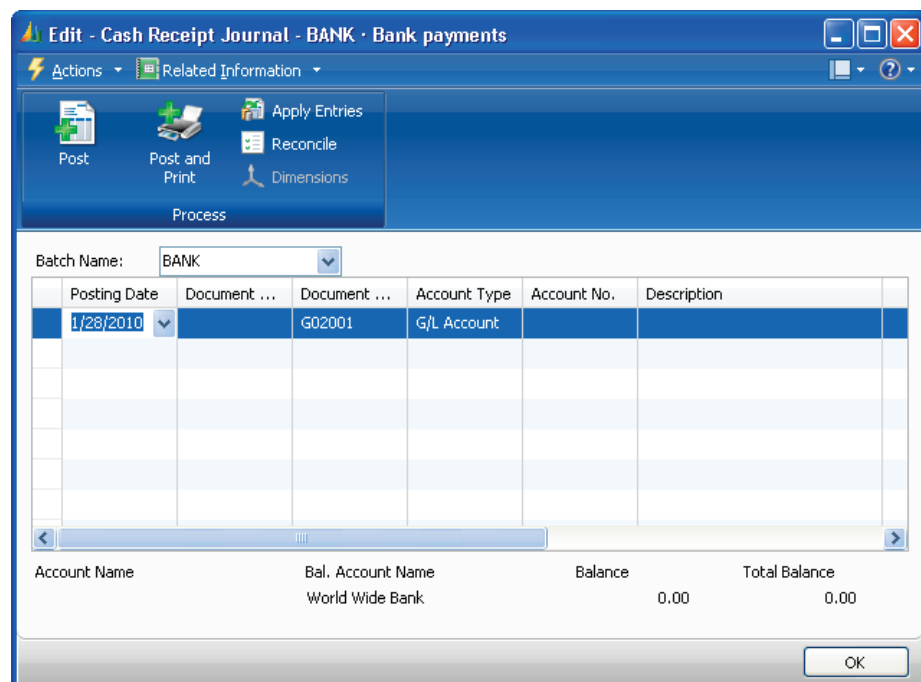 Edit - Cash Receipt Journal - BANK · Bank payments
Actions Related Information
Post
Post and Print
Apply Entries
Reconcile
Dimensions
Process
Batch Name: BANK
Posting Date Document ... Document ... Account Type Account No. Description
1/28/2010 G02001 G/L Account
Account Name Bal. Account Name Balance Total Balance
World Wide Bank 0.00 0.00
OK